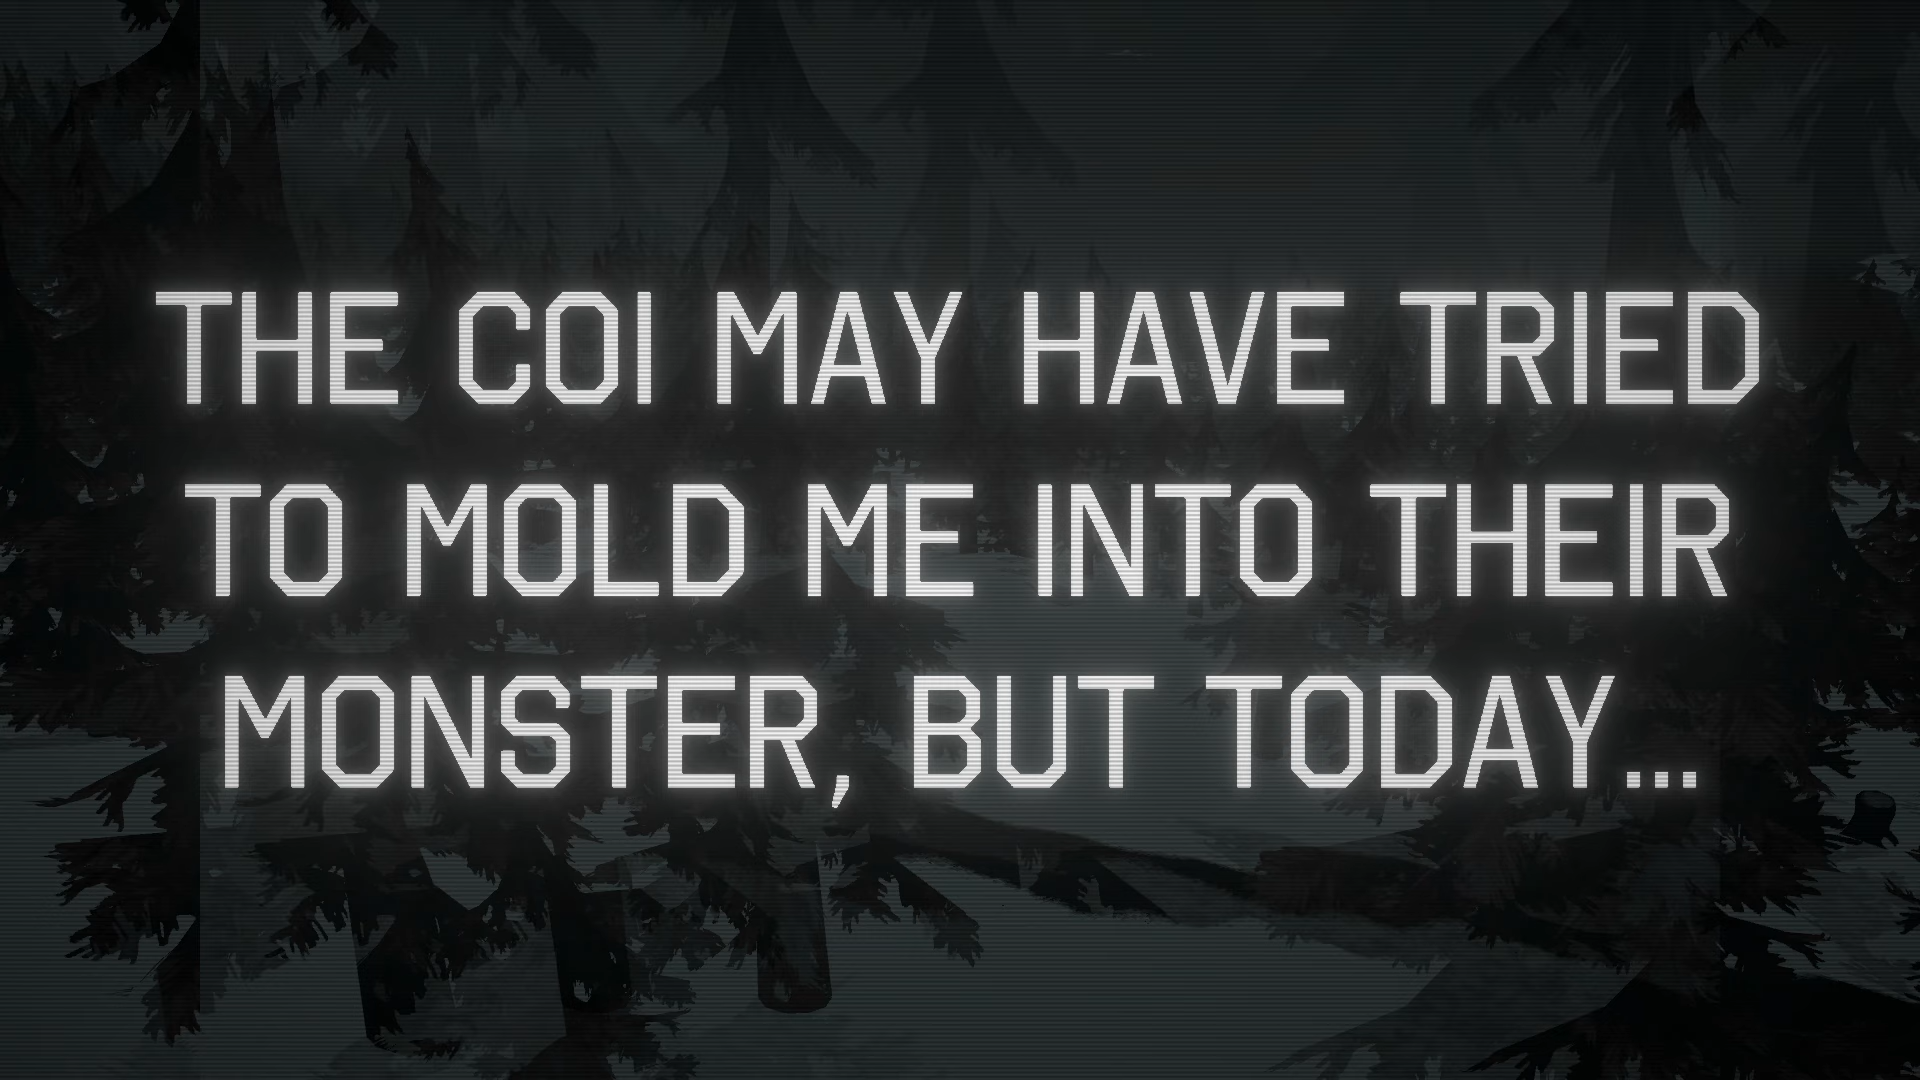 THE COI MAY HAVE TRIED
TO MOLD ME INTO THEIR
MONSTER, BUT TODAY...